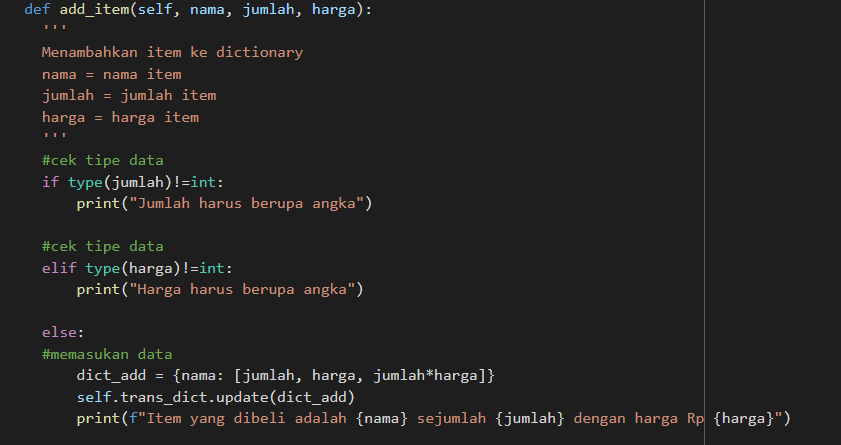 def add_item(self, nama, jumlah, harga):
'''
Menambahkan item ke dictionary
nama = nama item
jumlah = jumlah item
harga = harga item
'''
#cek tipe data
if type(jumlah)!=int:
print("Jumlah harus berupa angka")
#cek tipe data
elif type(harga)!=int:
print("Harga harus berupa angka")
else:
#memasukan data
dict_add = {nama: [jumlah, harga, jumlah*harga]}
self.trans_dict.update(dict_add)
print(f"Item yang dibeli adalah {nama} sejumlah {jumlah} dengan harga Rp {harga}")